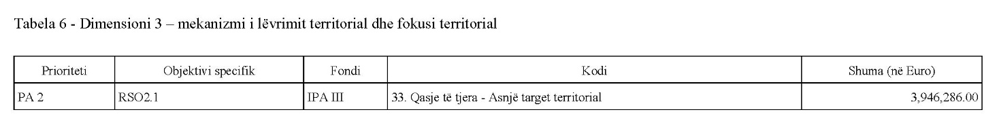 Tabela 6 - Dimensioni 3 – mekanizmi i lëvrimit territorial dhe fokusi territorial
Prioriteti Objektivi specifik Fondi Kodi Shuma (në Euro)
PA 2 RSO2.1 IPA III 33. Qasje të tjera - Asnjë target territorial 3,946,286.00